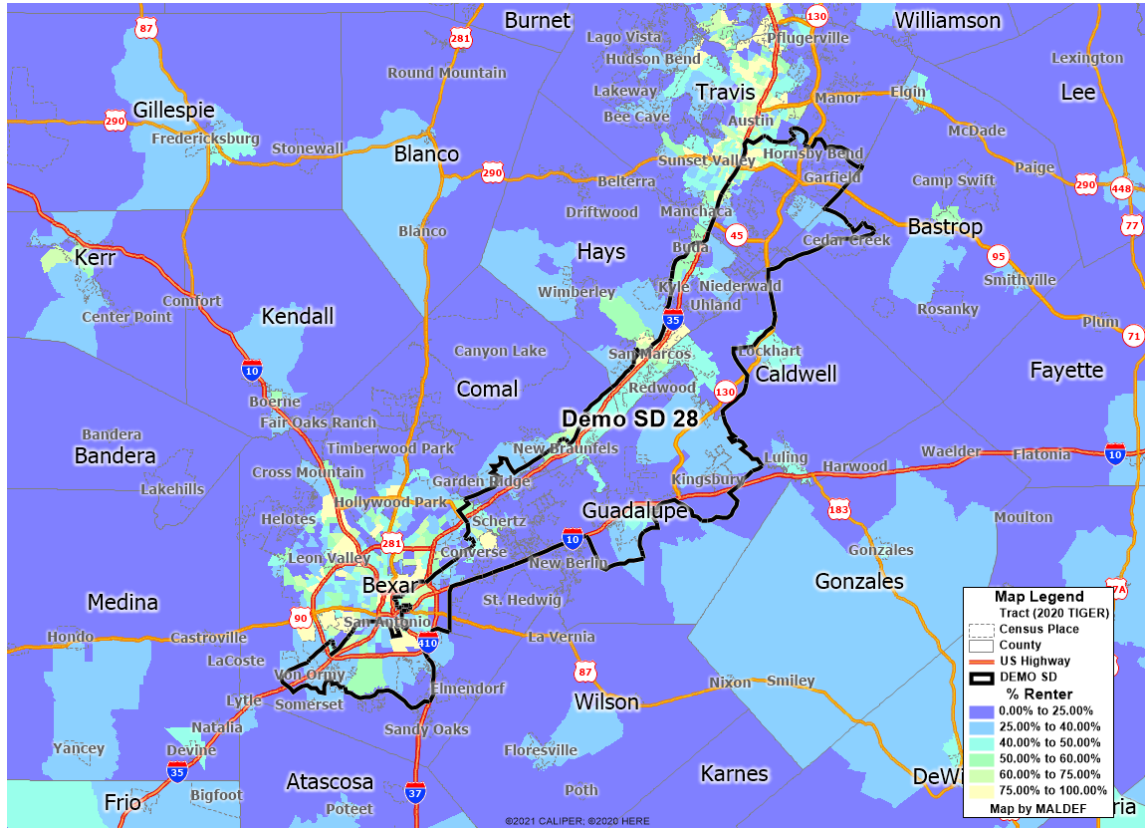 Burnet
Williamson
87
281
130
Lago Vista
Pflugerville
Hudson Bend
Lexington
Round Mountain
Travis
Lakeway
Manor
Elgin
Lee
Gillespie
Bee Cave
Austin
290
Fredericksburg
McDade
Stonewall
Blanco
Hornsby Bend
Sunset Valley
Paige
290
290
Belterra
Garfield
Camp Swift
290
448
Driftwood
Manchaca
77
Blanco
45
Bastrop
Hays
Buda
Cedar Creek
Kerr
95
Smithville
Comfort
Wimberley
Kyle
Niederwald
Uhland
Rosanky
Center Point
Kendall
35
Plum
71
Canyon Lake
San Marcos
Lockhart
10
Comal
Redwood
Caldwell
Fayette
Boerne
130
Fair Oaks Ranch
Demo SD 28
Bandera
Timberwood Park
New Braunfels
Waelder
Flatonia
10
Bandera
Luling
Harwood
Cross Mountain
Garden Ridge
Kingsbury
Lakehills
Hollywood Park
Guadalupe
183
Helotes
Schertz
Moulton
281
10
Leon Valley
Converse
Gonzales
New Berlin
Bexar
Gonzales
Medina
St. Hedwig
7A
90
San Antonio
Hondo
Castroville
410
La Vernia
LaCoste
87
Von Ormy
Nixon
Smiley
Elmendorf
Lytle
Somerset
Wilson
Natalia
Sandy Oaks
Yancey
Devine
Floresville
35
Karnes
DeWi
Atascosa
Poth
Frio
Bigfoot
37
Poteet
ria
Map Legend
Tract (2020 TIGER)
Census Place
County
US Highway
DEMO SD
% Renter
0.00% to 25.00%
25.00% to 40.00%
40.00% to 50.00%
50.00% to 60.00%
60.00% to 75.00%
75.00% to 100.00%
Map by MALDEF
©2021 CALIPER; ©2020 HERE